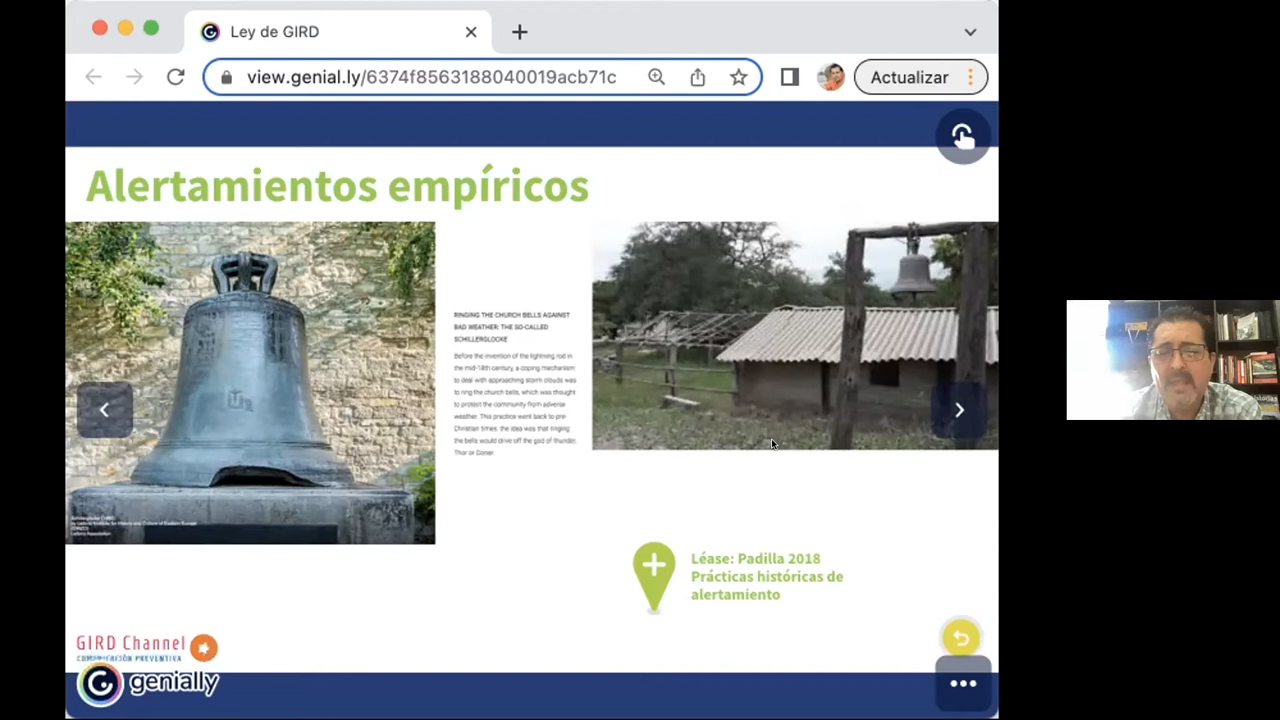 Ley de GIRD
view.genial.ly/6374f8563188040019acb71c
Actualizar
Alertamientos empíricos
RINGING THE CHURCH BELLS AGAINST
BAD WEATHER: THE SO-CALLED
SCHILLERGLOCKE
Before the invention of the lightning rod in
the mid-18th century, a coping mechanism
to deal with approaching storm clouds was
to ring the church bells, which was thought
to protect the community from adverse
weather. This practice went back to pre-
Christian times; the idea was that ringing
the bells would drive off the god of thunder,
Thor or Donar.
Leibniz Association
Léase: Padilla 2018
Prácticas históricas de
alertamiento
GIRD Channel
COMUNICACIÓN PREVENTIVA
genially